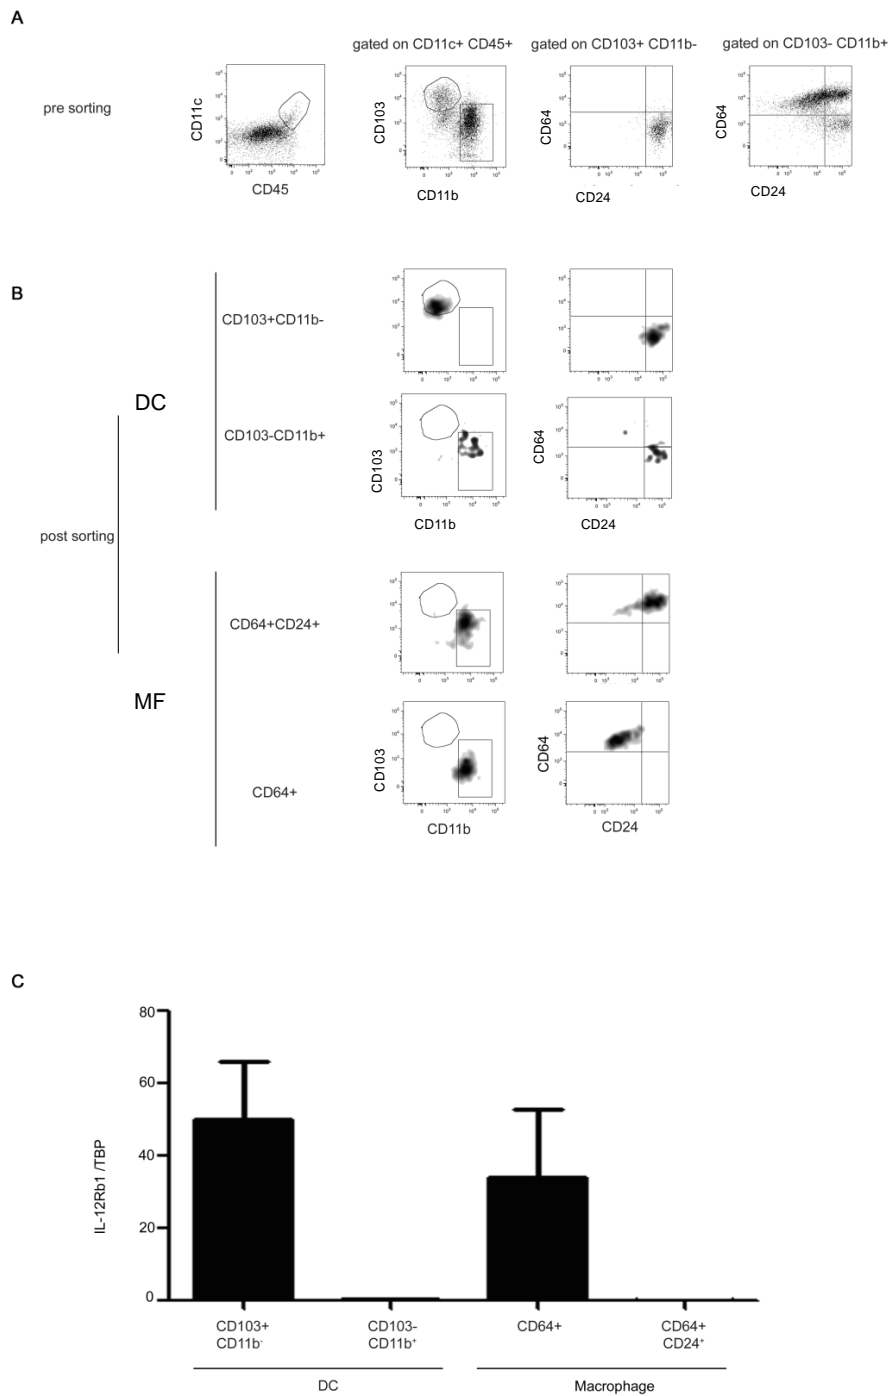 A
gated on CD11c+ CD45+
gated on CD103+ CD11b-
gated on CD103- CD11b+
pre sorting
CD11c
CD45
CD103
CD11b
CD64
CD24
CD64
CD24
B
post sorting
DC
CD103+CD11b-
CD103-CD11b+
CD103
CD11b
CD64
CD24
MF
CD64+CD24+
CD64+
CD103
CD11b
CD64
CD24
C
IL-12Rb1 /TBP
80
60
40
20
0
CD103+
CD11b-
CD103-
CD11b+
CD64+
CD64+
CD24+
DC
Macrophage